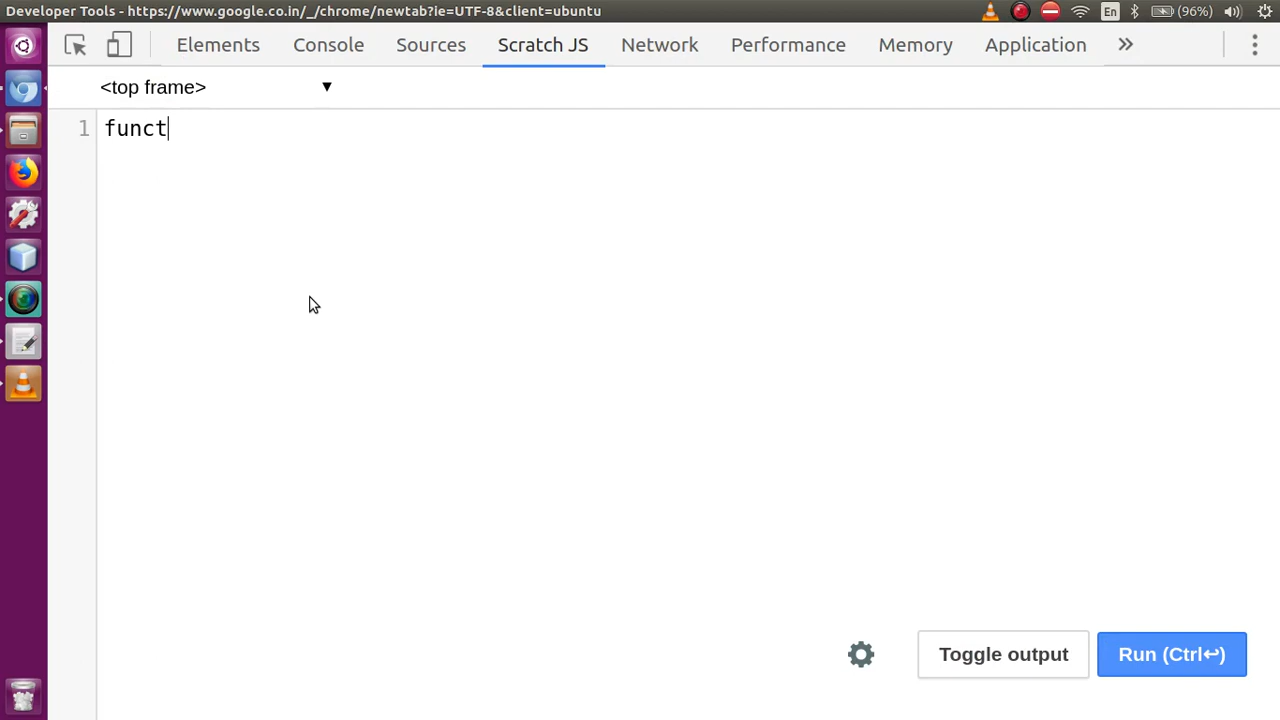 Developer Tools - https://www.google.co.in/_/chrome/newtab?ie=UTF-8&client=ubuntu
En
(96%)
Elements Console Sources Scratch JS Network Performance Memory Application »
<top frame> ▼
1 funct
Toggle output
Run (Ctrl↩)